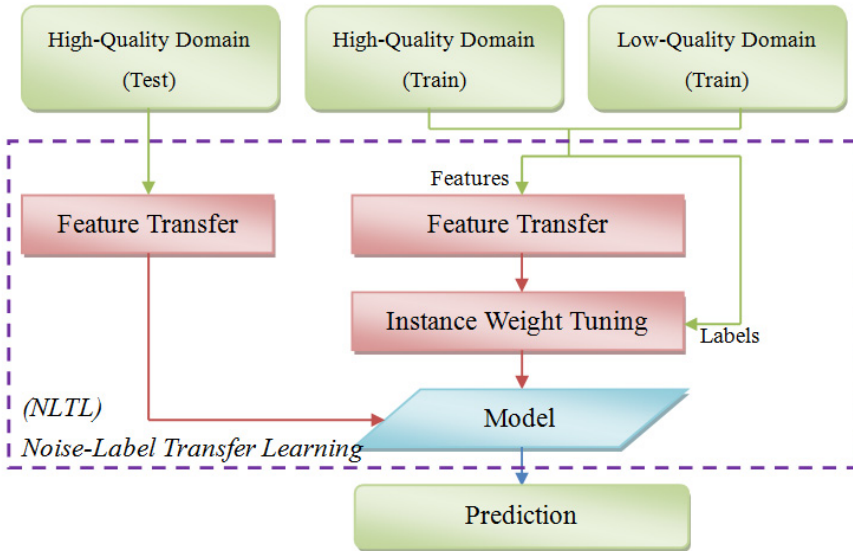 High-Quality Domain
(Test)
High-Quality Domain
(Train)
Low-Quality Domain
(Train)
Features
Feature Transfer
Feature Transfer
Instance Weight Tuning
Labels
(NLTL)
Noise-Label Transfer Learning
Model
Prediction